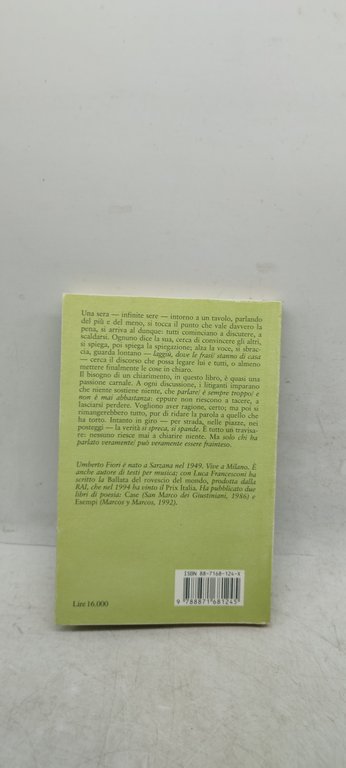 Una sera — infinite sere — intorno a un tavolo, parlando
del più e del meno, si tocca il punto che vale davvero la
pena, si arriva al dunque: tutti cominciano a discutere, a
scaldarsi. Ognuno dice la sua, cerca di convincere gli altri,
si spiega, poi spiega la spiegazione; alza la voce, si sbrac-
cia, guarda lontano — laggiù, dove le frasi stanno di casa
— cerca il discorso che possa legare lui e tutti, o almeno
mettere finalmente le cose in chiaro.
Il bisogno di un chiarimento, in questo libro, è quasi una
passione carnale. A ogni discussione, i litiganti imparano
che niente sostiene niente, che parlare è sempre troppo e
non è mai abbastanza: eppure non riescono a tacere, a
lasciarsi perdere. Vogliono aver ragione, certo; ma poi si
rimangerebbero tutto, pur di ridare la parola a quello che
ha torto. Intanto in giro — per strada, nelle piazze, nei
posteggi — la verità si spreca, si spande. È tutto un travisa-
re: nessuno riesce mai a chiarire niente. Ma solo chi ha
parlato veramente può veramente essere frainteso.
Umberto Fiori è nato a Sarzana nel 1949. Vive a Milano. È
anche autore di testi per musica; con Luca Francesconi ha
scritto la Ballata del rovescio del mondo, prodotta dalla
RAI, che nel 1994 ha vinto il Prix Italia. Ha pubblicato due
libri di poesia: Case (San Marco dei Giustiniani, 1986) e
Esempi (Marcos y Marcos, 1992).
ISBN 88-7168-124-X
9 788871 681245
Lire 16.000